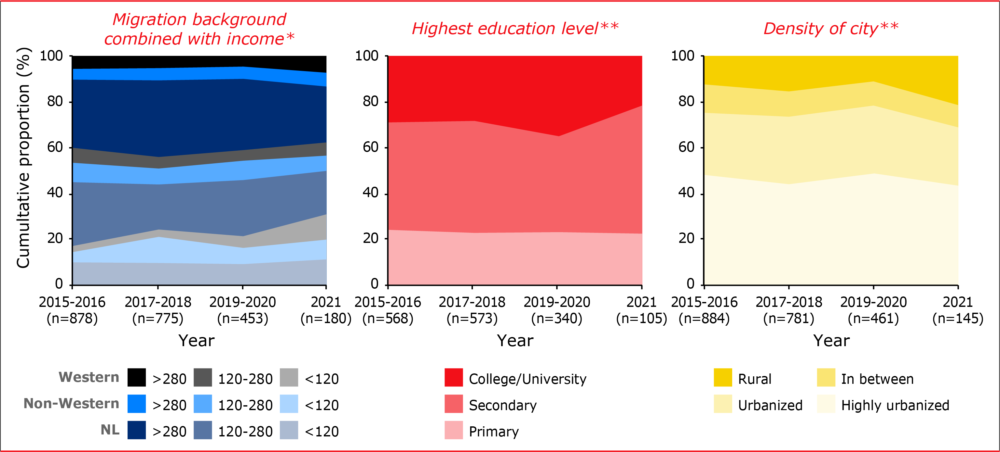 Migration background
combined with income*
Highest education level**
Density of city**
Cumultative proportion (%)
100
80
60
40
20
0
2015-2016
(n=878)
2017-2018
(n=775)
2019-2020
(n=453)
2021
(n=180)
Year
100
80
60
40
20
0
2015-2016
(n=568)
2017-2018
(n=573)
2019-2020
(n=340)
2021
(n=105)
Year
100
80
60
40
20
0
2015-2016
(n=884)
2017-2018
(n=781)
2019-2020
(n=461)
2021
(n=145)
Year
Western >280 120-280 <120
Non-Western >280 120-280 <120
NL >280 120-280 <120
College/University
Secondary
Primary
Rural In between
Urbanized Highly urbanized